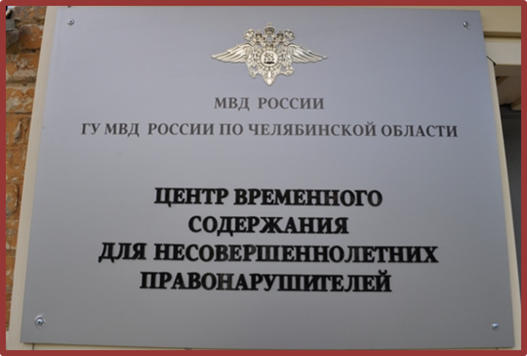 МВД РОССИИ
ГУ МВД РОССИИ ПО ЧЕЛЯБИНСКОЙ ОБЛАСТИ
ЦЕНТР ВРЕМЕННОГО
СОДЕРЖАНИЯ
ДЛЯ НЕСОВЕРШЕННОЛЕТНИХ
ПРАВОНАРУШИТЕЛЕЙ